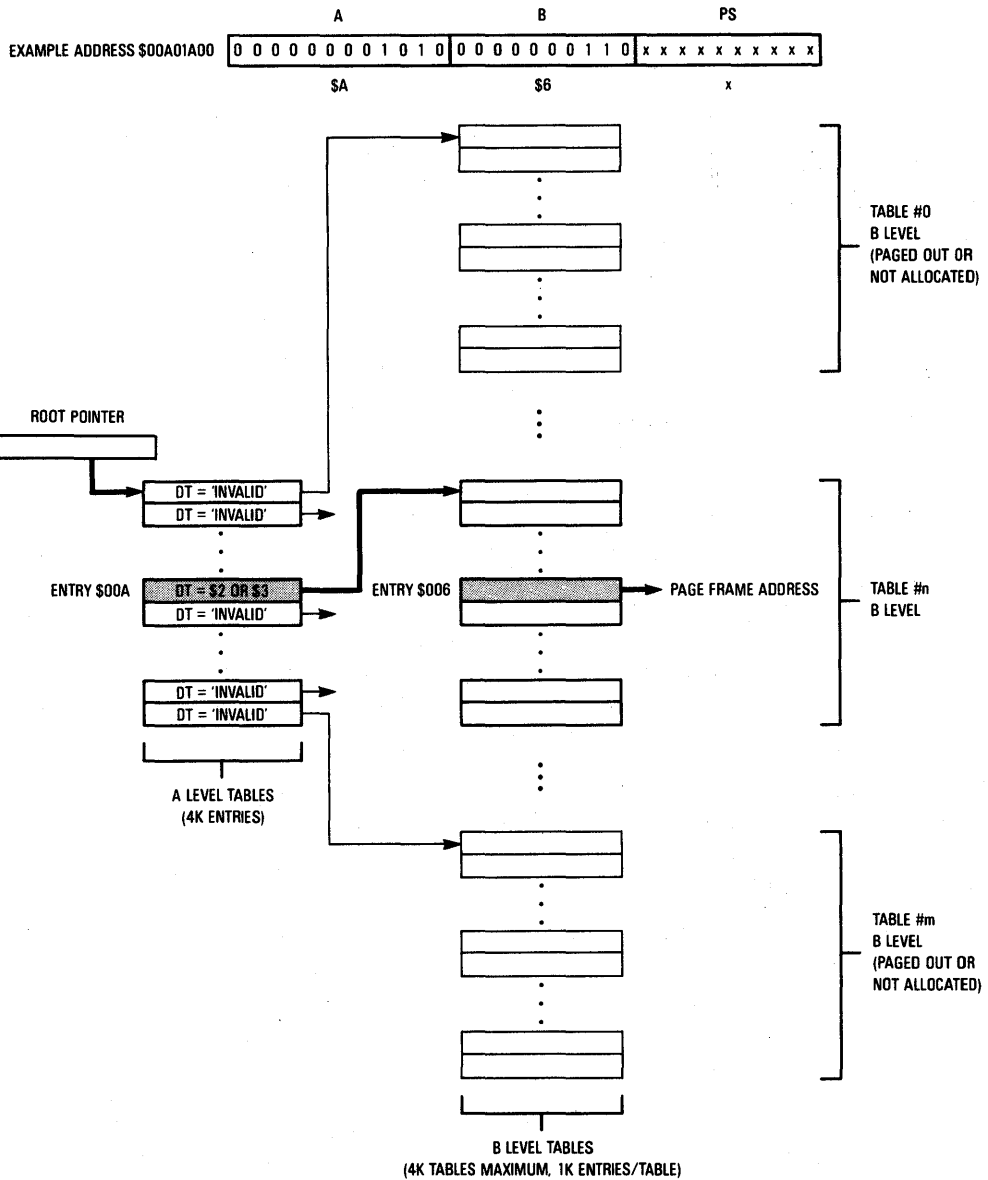 A B PS
EXAMPLE ADDRESS $00A01A00 0 0 0 0 0 0 0 0 1 0 1 0 0 0 0 0 0 0 0 1 1 0 x x x x x x x x x x
$A $6 x
TABLE #0
B LEVEL
(PAGED OUT OR
NOT ALLOCATED)
ROOT POINTER
DT = 'INVALID'
DT = 'INVALID'
ENTRY $00A DT = $2 OR $3 ENTRY $006 PAGE FRAME ADDRESS
DT = 'INVALID'
TABLE #n
B LEVEL
DT = 'INVALID'
DT = 'INVALID'
A LEVEL TABLES
(4K ENTRIES)
TABLE #m
B LEVEL
(PAGED OUT OR
NOT ALLOCATED)
B LEVEL TABLES
(4K TABLES MAXIMUM, 1K ENTRIES/TABLE)